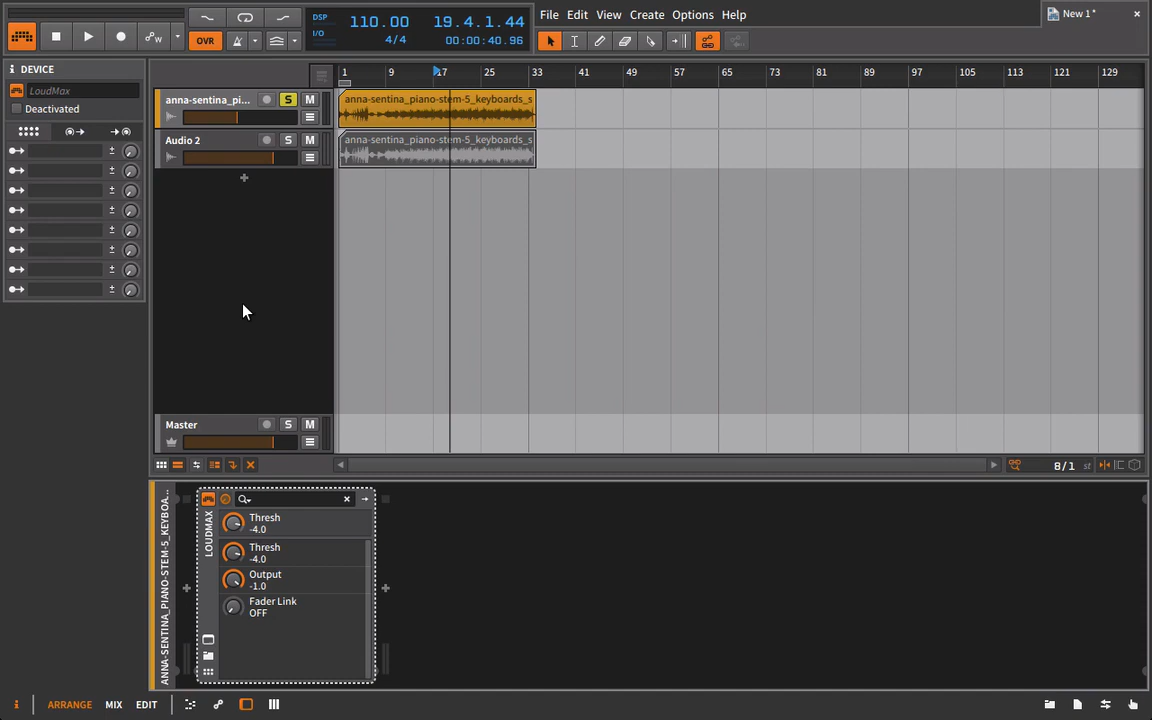 DSP
I/O
110.00
4/4
19.4.1.44
00:00:40.96
File Edit View Create Options Help
New 1*
OVR
DEVICE
LoudMax
Deactivated
1 9 17 25 33 41 49 57 65 73 81 89 97 105 113 121 129
anna-sentina_pi... S M
anna-sentina_piano-stem-5_keyboards_s
Audio 2 S M
anna-sentina_piano-stem-5_keyboards_s
Master S M
8/1 st
ANNA-SENTINA_PIANO-STEM-5_KEYBOA...
LOUDMAX
Thresh
-4.0
Thresh
-4.0
Output
-1.0
Fader Link
OFF
ARRANGE MIX EDIT